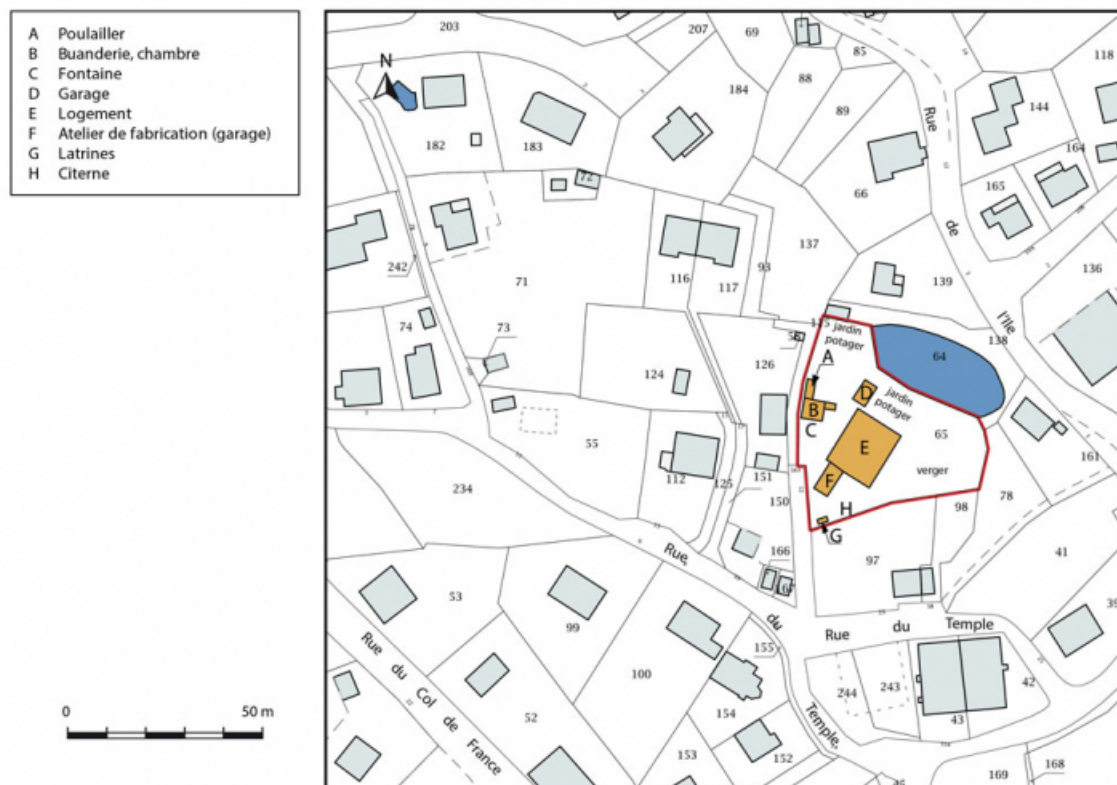 A Poulailler
B Buanderie, chambre
C Fontaine
D Garage
E Logement
F Atelier de fabrication (garage)
G Latrines
H Citerne
0 50 m
N
203
207
69
85
118
88
184
89
144
182
183
72
66
164
165
242
71
116
117
93
137
139
136
74
73
124
126
jardin
potager
138
64
A
B
C
D
jardin
potager
E
65
verger
F
H
G
55
112
125
151
150
234
161
78
98
97
41
166
53
99
100
155
154
153
152
52
244
243
43
42
39
169
168
Rue
de
l'Ile
Rue
du
Temple
Rue du Temple
Rue du Col de France